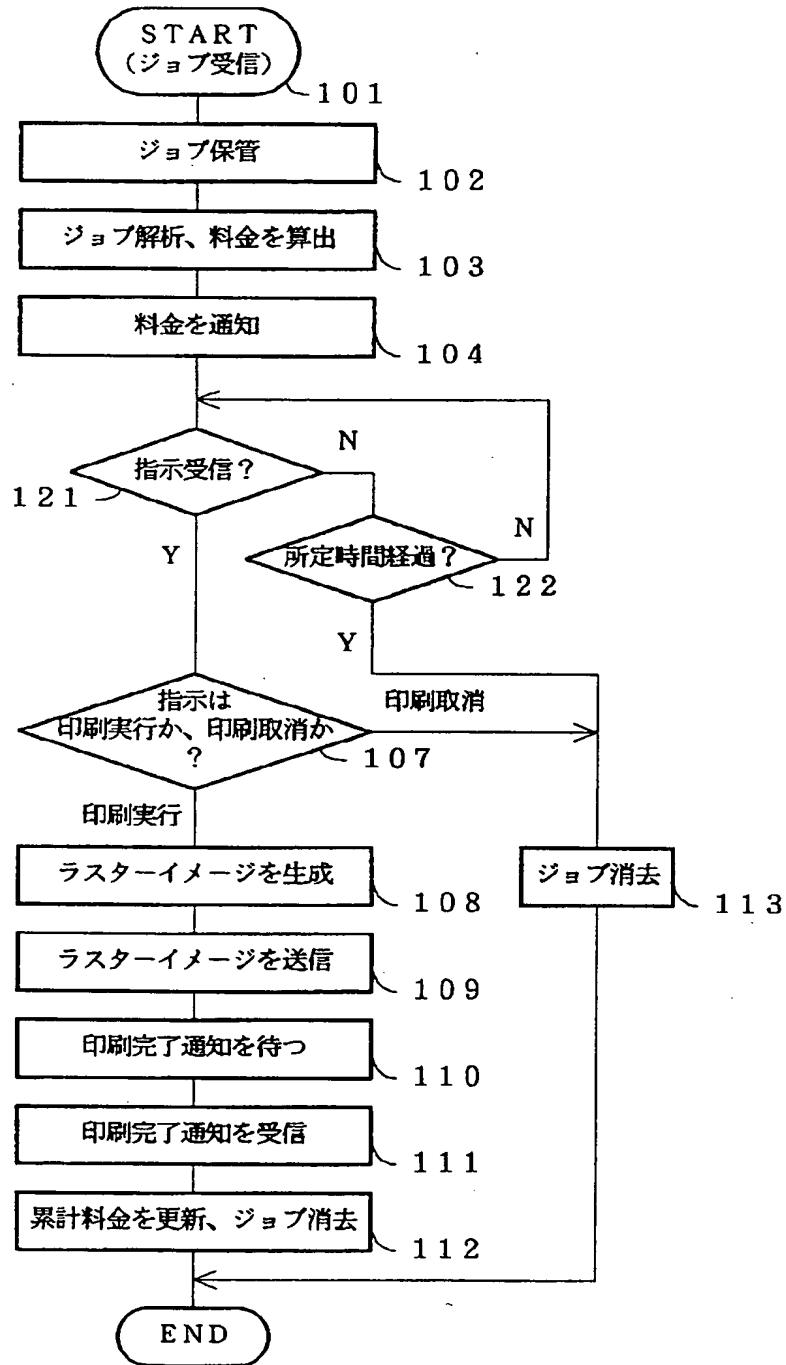 START
(ジョブ受信)
101
ジョブ保管
102
ジョブ解析、料金を算出
103
料金を通知
104
指示受信?
N
121
Y
所定時間経過?
N
122
Y
指示は
印刷実行か、印刷取消か
?
107
印刷取消
印刷実行
ラスターイメージを生成
108
ジョブ消去
113
ラスターイメージを送信
109
印刷完了通知を待つ
110
印刷完了通知を受信
111
累計料金を更新、ジョブ消去
112
END